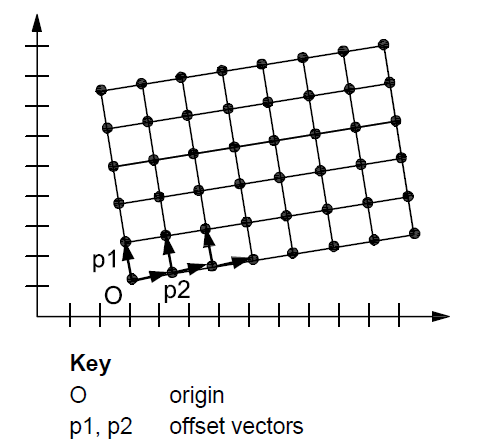 p1
O
p2
Key
O origin
p1, p2 offset vectors